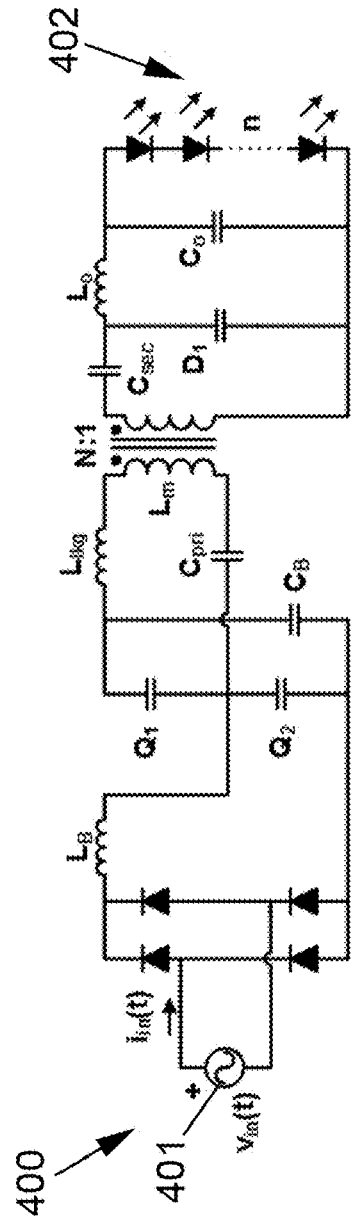 400
401
vin(t)
+
iin(t)
LB
Q1
Q2
CB
Llkg
Cpri
Lm
N:1
Csec
D1
Lo
Co
n
402